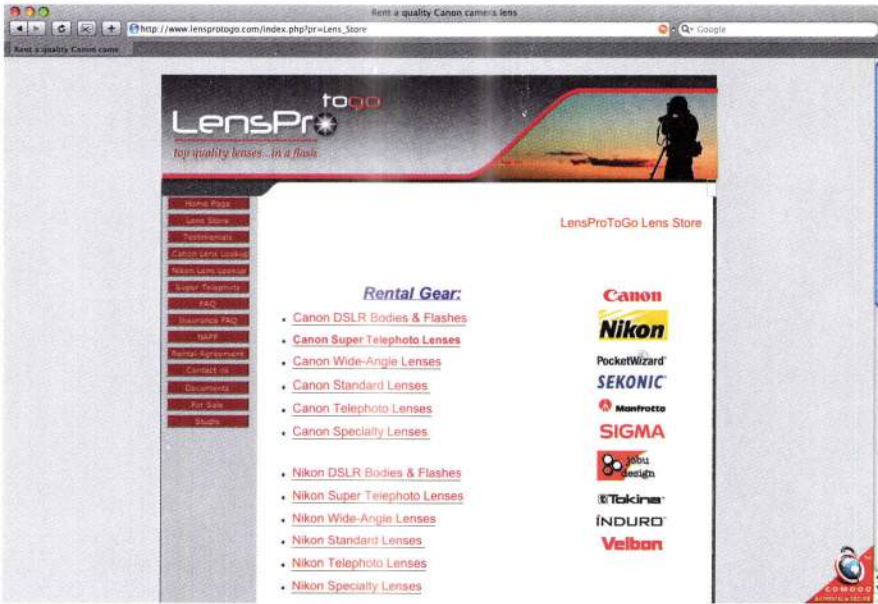 Rent a quality Canon camera lens
http://www.lensprotogo.com/index.php?pr=Lens_Store
Google
Rent a quality Canon came...
LensPro togo
top quality lenses...in a flash
Home Page
Lens Store
Testimonials
Canon Lens Lookup
Nikon Lens Lookup
Super Telephoto
FAQ
Insurance FAQ
Rental Agreement
Contact Us
Documents
For Sale
Studio
LensProToGo Lens Store
Rental Gear:
Canon DSLR Bodies & Flashes
Canon Super Telephoto Lenses
Canon Wide-Angle Lenses
Canon Standard Lenses
Canon Telephoto Lenses
Canon Specialty Lenses
Nikon DSLR Bodies & Flashes
Nikon Super Telephoto Lenses
Nikon Wide-Angle Lenses
Nikon Standard Lenses
Nikon Telephoto Lenses
Nikon Specialty Lenses
Canon
Nikon
PocketWizard
SEKONIC
Manfrotto
SIGMA
jobu
design
Tokina
INDURO
Velbon
COMODO